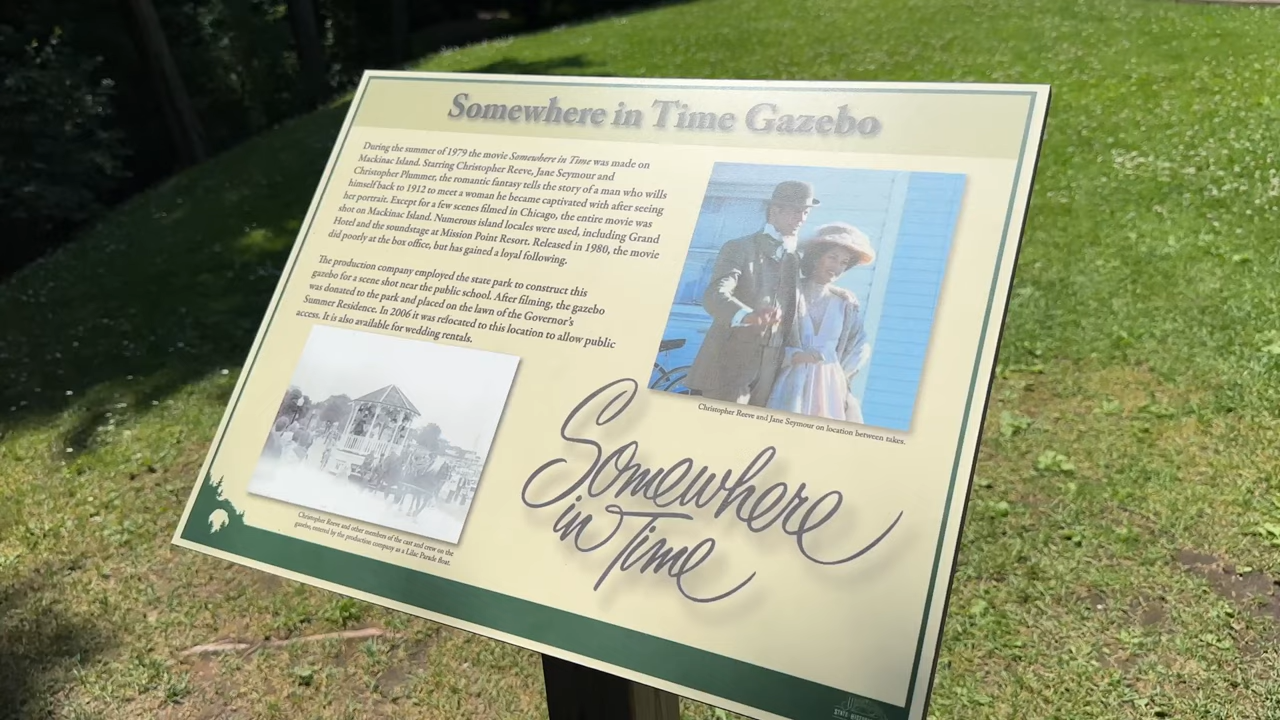 Somewhere in Time Gazebo
During the summer of 1979 the movie Somewhere in Time was made on
Mackinac Island. Starring Christopher Reeve, Jane Seymour and
Christopher Plummer, the romantic fantasy tells the story of a man who wills
himself back to 1912 to meet a woman he became captivated with after seeing
her portrait. Except for a few scenes filmed in Chicago, the entire movie was
shot on Mackinac Island. Numerous island locales were used, including Grand
Hotel and the soundstage at Mission Point Resort. Released in 1980, the movie
did poorly at the box office, but has gained a loyal following.
The production company employed the state park to construct this
gazebo for a scene shot near the public school. After filming, the gazebo
was donated to the park and placed on the lawn of the Governor's
Summer Residence. In 2006 it was relocated to this location to allow public
access. It is also available for wedding rentals.
Christopher Reeve and Jane Seymour on location between takes.
Christopher Reeve and other members of the cast and crew on the
gazebo, entered by the production company as a Lilac Parade float.
Somewhere
in Time